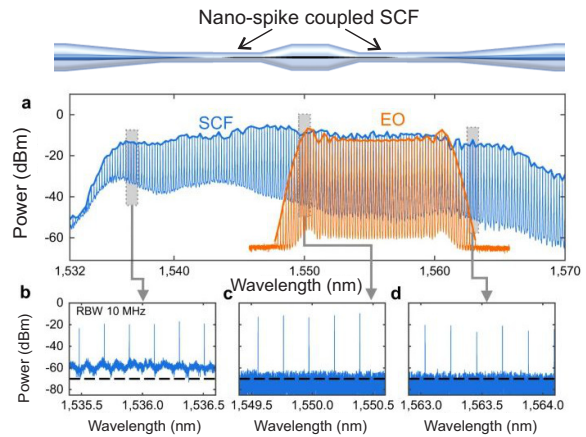 Nano-spike coupled SCF
a
0
SCF
EO
-20
-40
-60
Power (dBm)
1,532 1,540 1,550 1,560 1,570
Wavelength (nm)
b c d
0
RBW 10 MHz
-20
-40
-60
-80
Power (dBm)
1,535.5 1,536.0 1,536.5
1,549.5 1,550.0 1,550.5
1,563.0 1,563.5 1,564.0
Wavelength (nm) Wavelength (nm) Wavelength (nm)